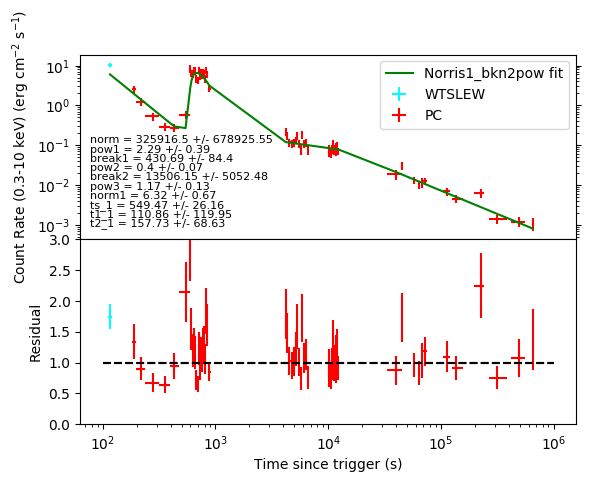 Count Rate (0.3-10 keV) (erg cm⁻² s⁻¹)
10¹
10⁰
10⁻¹
10⁻²
10⁻³
Norris1_bkn2pow fit
WTSLEW
PC
norm = 325916.5 +/- 678925.55
pow1 = 2.29 +/- 0.39
break1 = 430.69 +/- 84.4
pow2 = 0.4 +/- 0.07
break2 = 13506.15 +/- 5052.48
pow3 = 1.17 +/- 0.13
norm1 = 6.32 +/- 0.67
ts_1 = 549.47 +/- 26.16
t1_1 = 110.86 +/- 119.95
t2_1 = 157.73 +/- 68.63
Residual
3.0
2.5
2.0
1.5
1.0
0.5
0.0
10² 10³ 10⁴ 10⁵ 10⁶
Time since trigger (s)